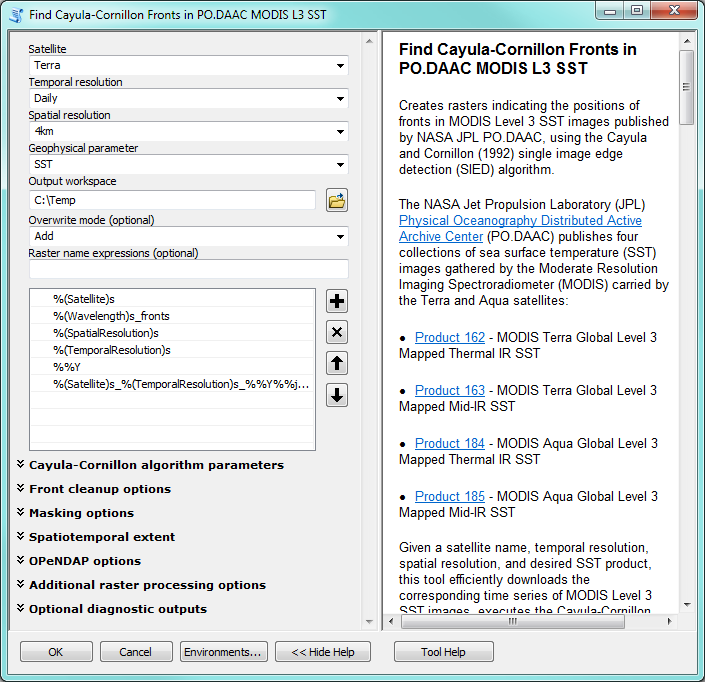 Find Cayula-Cornillon Fronts in PO.DAAC MODIS L3 SST
Satellite
Terra
Temporal resolution
Daily
Spatial resolution
4km
Geophysical parameter
SST
Output workspace
C:\Temp
Overwrite mode (optional)
Add
Raster name expressions (optional)
%(Satellite)s
%(Wavelength)s_fronts
%(SpatialResolution)s
%(TemporalResolution)s
%%Y
%(Satellite)s_%(TemporalResolution)s_%%Y%%j...
Cayula-Cornillon algorithm parameters
Front cleanup options
Masking options
Spatiotemporal extent
OPeNDAP options
Additional raster processing options
Optional diagnostic outputs
Find Cayula-Cornillon Fronts in
PO.DAAC MODIS L3 SST
Creates rasters indicating the positions of
fronts in MODIS Level 3 SST images published
by NASA JPL PO.DAAC, using the Cayula
and Cornillon (1992) single image edge
detection (SIED) algorithm.
The NASA Jet Propulsion Laboratory (JPL)
Physical Oceanography Distributed Active
Archive Center (PO.DAAC) publishes four
collections of sea surface temperature (SST)
images gathered by the Moderate Resolution
Imaging Spectroradiometer (MODIS) carried by
the Terra and Aqua satellites:
• Product 162 - MODIS Terra Global Level 3
Mapped Thermal IR SST
• Product 163 - MODIS Terra Global Level 3
Mapped Mid-IR SST
• Product 184 - MODIS Aqua Global Level 3
Mapped Thermal IR SST
• Product 185 - MODIS Aqua Global Level 3
Mapped Mid-IR SST
Given a satellite name, temporal resolution,
spatial resolution, and desired SST product,
this tool efficiently downloads the
corresponding time series of MODIS Level 3
SST images, executes the Cayula-Cornillon
OK
Cancel
Environments...
<< Hide Help
Tool Help